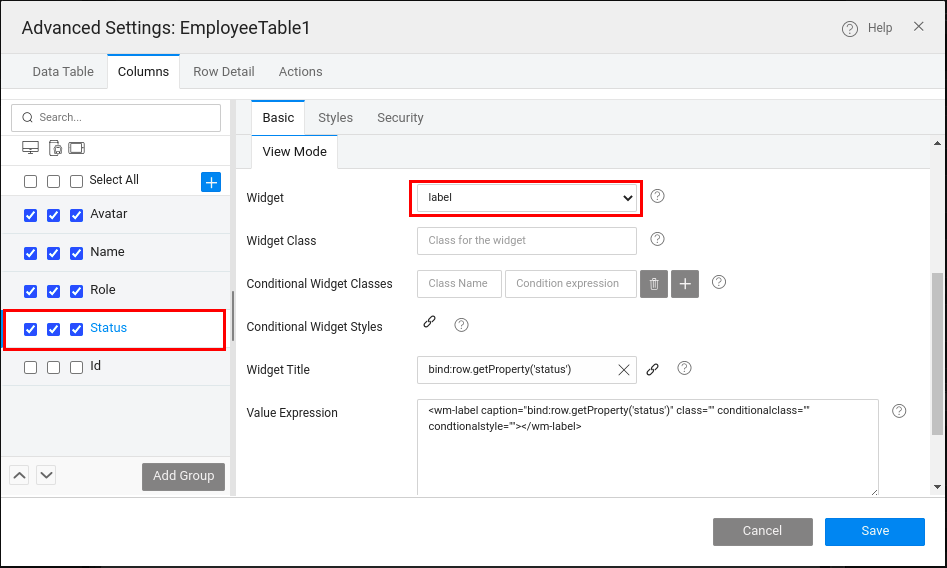 Advanced Settings: EmployeeTable1
Help
Data Table
Columns
Row Detail
Actions
Search...
Select All
Avatar
Name
Role
Status
Id
Add Group
Basic
Styles
Security
View Mode
Widget
label
Widget Class
Class for the widget
Conditional Widget Classes
Class Name
Condition expression
Conditional Widget Styles
Widget Title
bind:row.getProperty('status')
Value Expression
<wm-label caption="bind:row.getProperty('status')" class="" conditionalclass=""
condtionalstyle=""></wm-label>
Cancel
Save